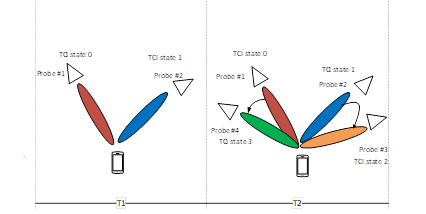 TCI state 0
TCI state 1
Probe #1
Probe #2
T1
TCI state 0
Probe #1
TCI state 1
Probe #2
Probe #4
TCI state 3
Probe #3
TCI state 2
T2